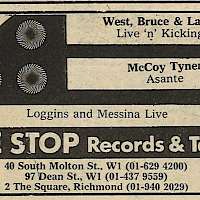 West, Bruce & La
Live 'n' Kicking
McCoy Tyner
Asante
Loggins and Messina Live
STOP Records & T
40 South Molton St., W1 (01-629 4200)
97 Dean St., W1 (01-437 9559)
2 The Square, Richmond (01-940 2029)